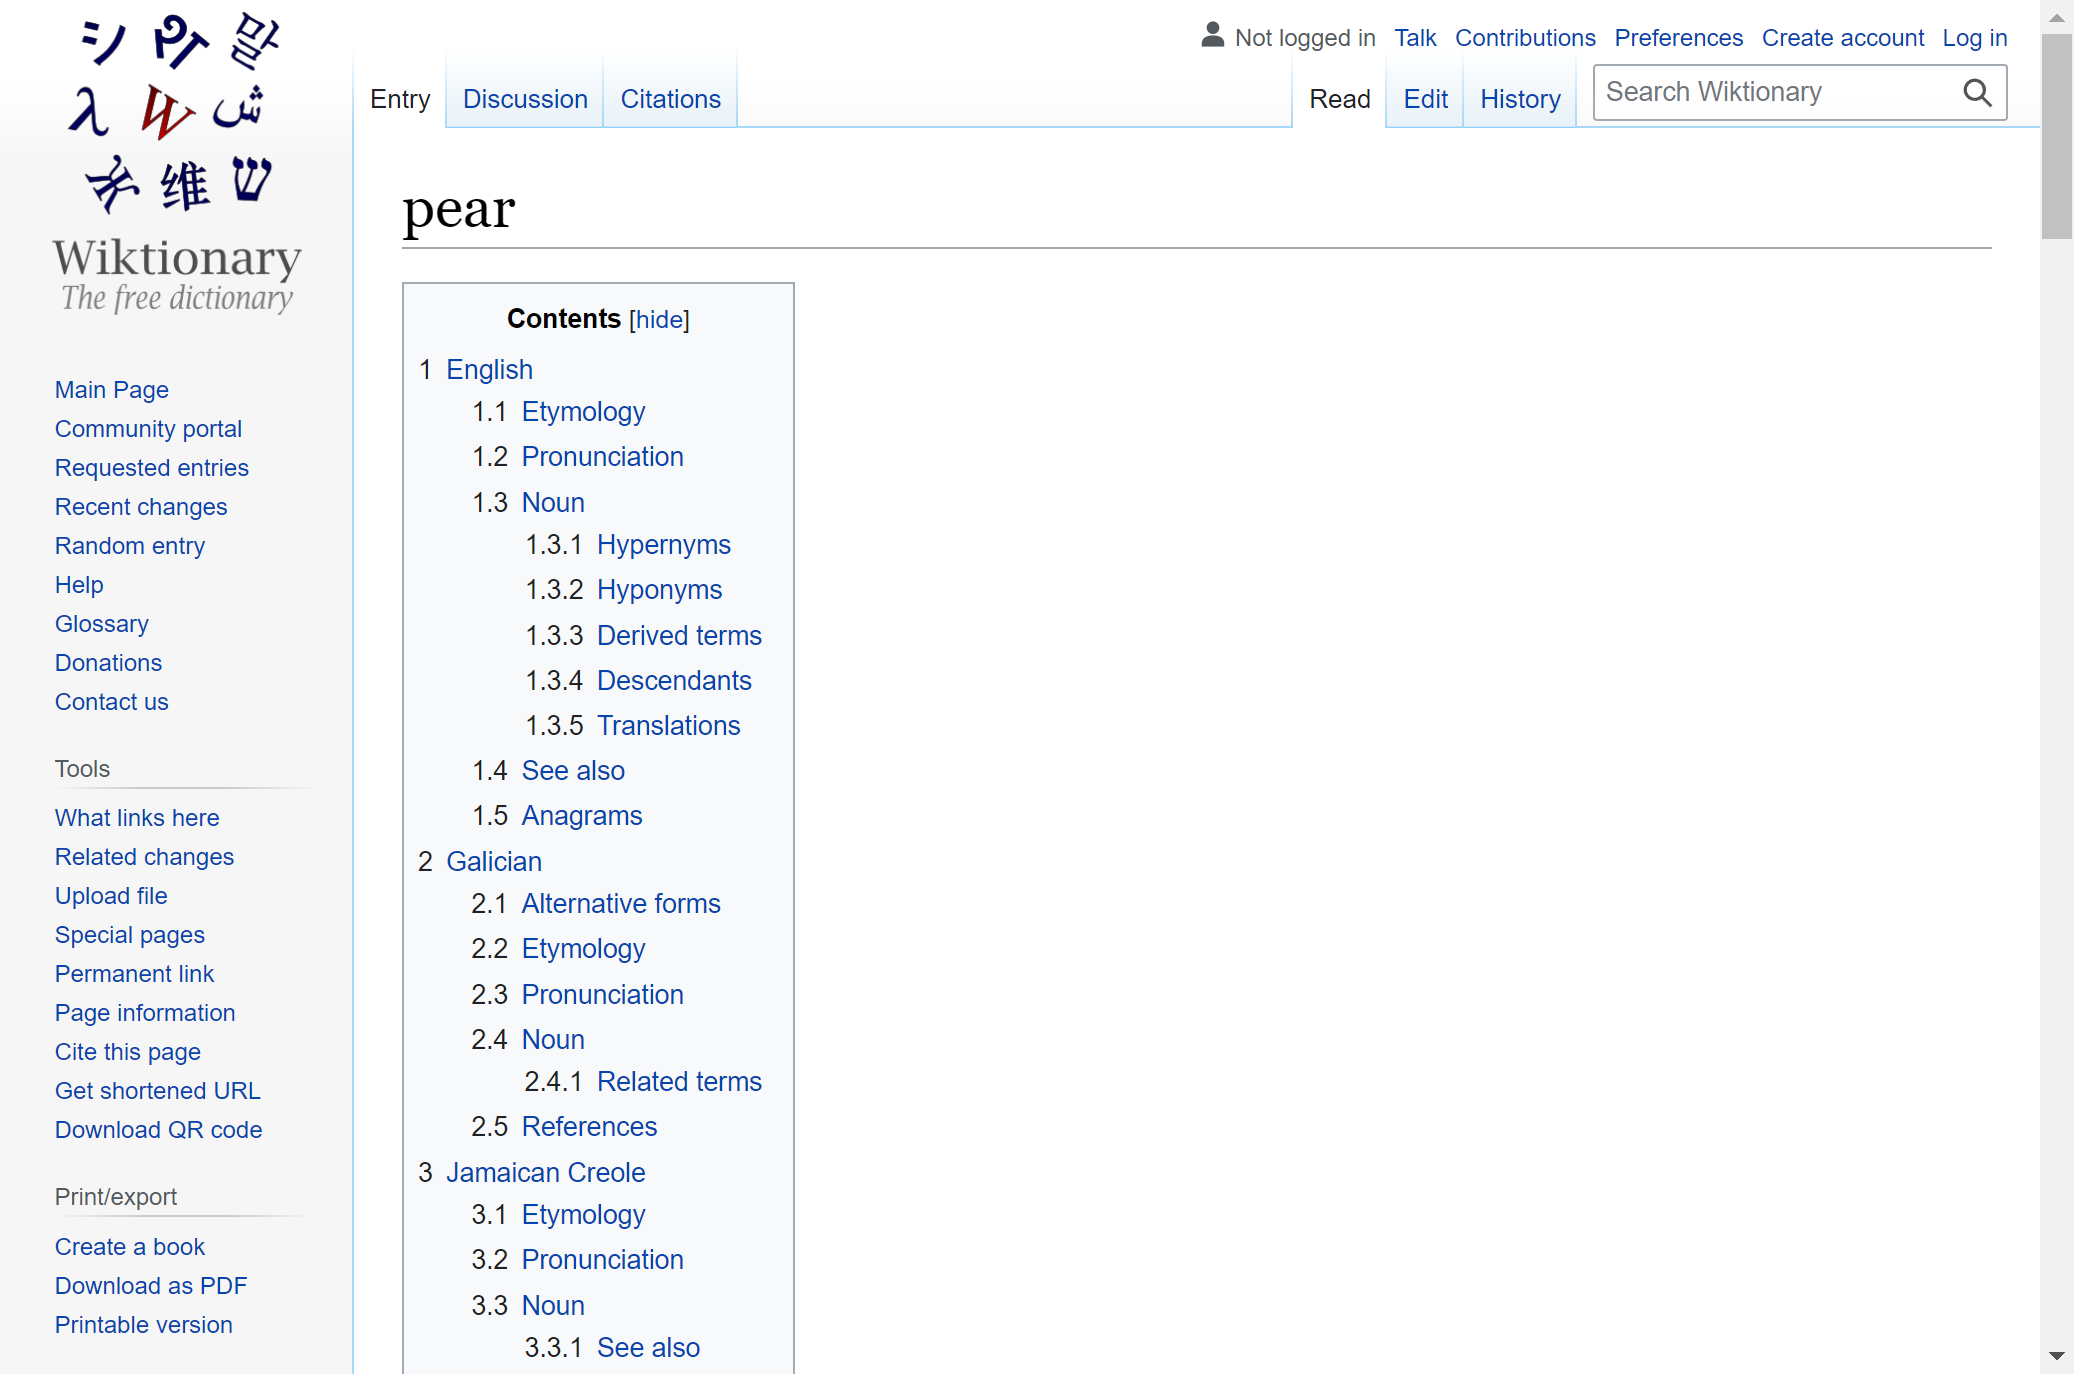 シ જ 말
λ W ش
维 ש
Wiktionary
The free dictionary
Not logged in Talk Contributions Preferences Create account Log in
Entry Discussion Citations Read Edit History Search Wiktionary
pear
Contents [hide]
1 English
1.1 Etymology
1.2 Pronunciation
1.3 Noun
1.3.1 Hypernyms
1.3.2 Hyponyms
1.3.3 Derived terms
1.3.4 Descendants
1.3.5 Translations
1.4 See also
1.5 Anagrams
2 Galician
2.1 Alternative forms
2.2 Etymology
2.3 Pronunciation
2.4 Noun
2.4.1 Related terms
2.5 References
3 Jamaican Creole
3.1 Etymology
3.2 Pronunciation
3.3 Noun
3.3.1 See also
Main Page
Community portal
Requested entries
Recent changes
Random entry
Help
Glossary
Donations
Contact us
Tools
What links here
Related changes
Upload file
Special pages
Permanent link
Page information
Cite this page
Get shortened URL
Download QR code
Print/export
Create a book
Download as PDF
Printable version